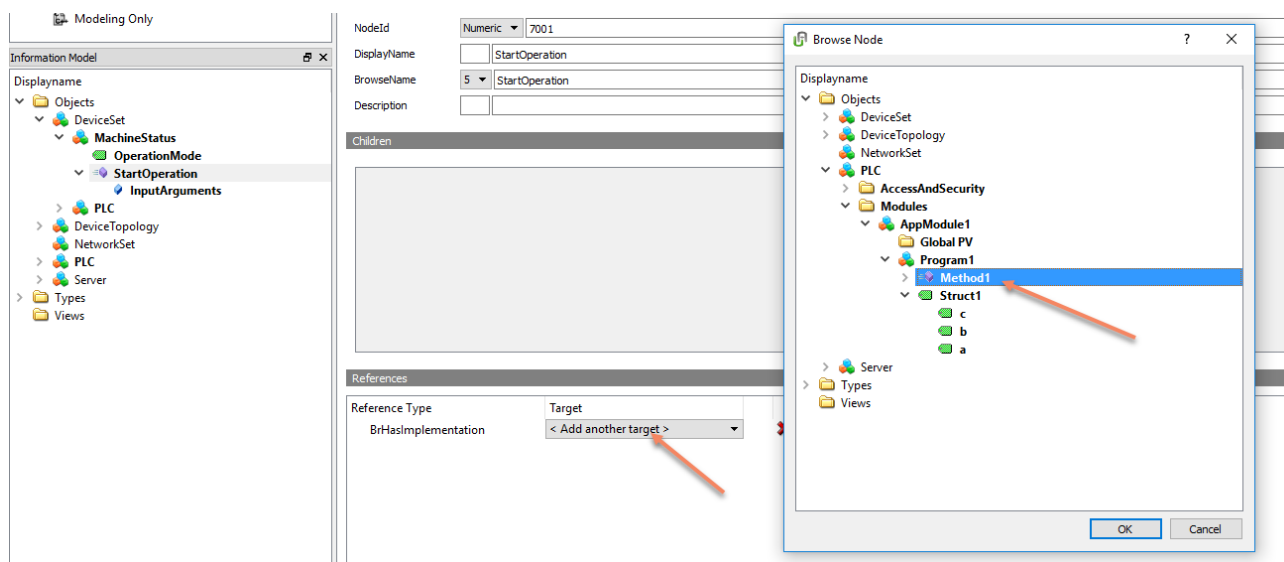 Modeling Only
Information Model
Displayname
Objects
DeviceSet
MachineStatus
OperationMode
StartOperation
InputArguments
PLC
DeviceTopology
NetworkSet
PLC
Server
Types
Views
NodeId Numeric 7001
DisplayName StartOperation
BrowseName 5 StartOperation
Description
Children
References
Reference Type Target
BrHasImplementation < Add another target >
Browse Node ?
Displayname
Objects
DeviceSet
DeviceTopology
NetworkSet
PLC
AccessAndSecurity
Modules
AppModule1
Global PV
Program1
Method1
Struct1
c
b
a
Server
Types
Views
OK Cancel